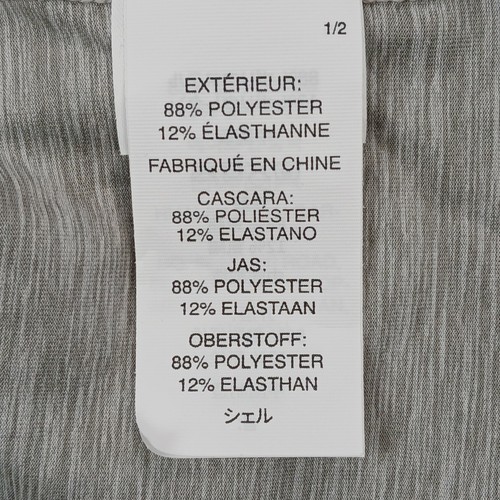 1/2
EXTÉRIEUR:
88% POLYESTER
12% ÉLASTHANNE
FABRIQUÉ EN CHINE
CASCARA:
88% POLIÉSTER
12% ELASTANO
JAS:
88% POLYESTER
12% ELASTAAN
OBERSTOFF:
88% POLYESTER
12% ELASTHAN
シェル